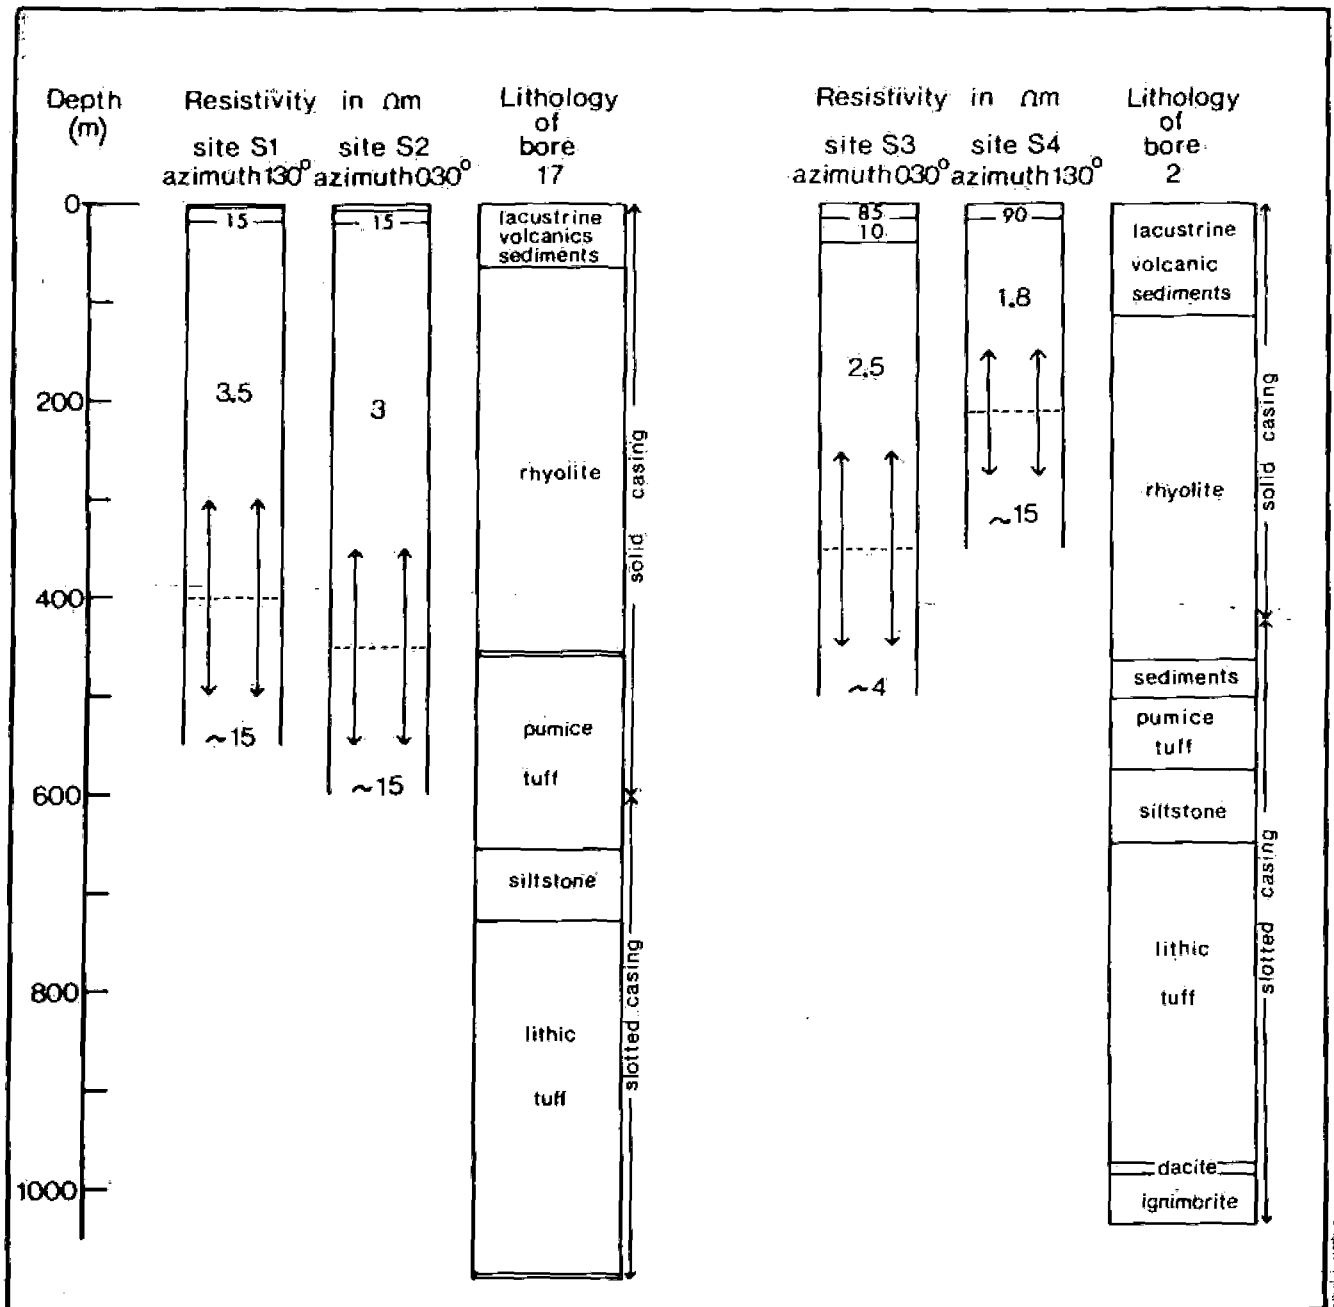 Depth
(m)
Resistivity in Ωm
site S1
azimuth 130°
site S2
azimuth 030°
Lithology
of
bore
17
Resistivity in Ωm
site S3
azimuth 030°
site S4
azimuth 130°
Lithology
of
bore
2
0
200
400
600
800
1000
15
3.5
~15
15
3
~15
lacustrine
volcanics
sediments
rhyolite
pumice
tuff
siltstone
lithic
tuff
solid casing
slotted casing
85
10
2.5
~4
90
1.8
~15
lacustrine
volcanic
sediments
rhyolite
sediments
pumice
tuff
siltstone
lithic
tuff
dacite
ignimbrite
solid casing
slotted casing